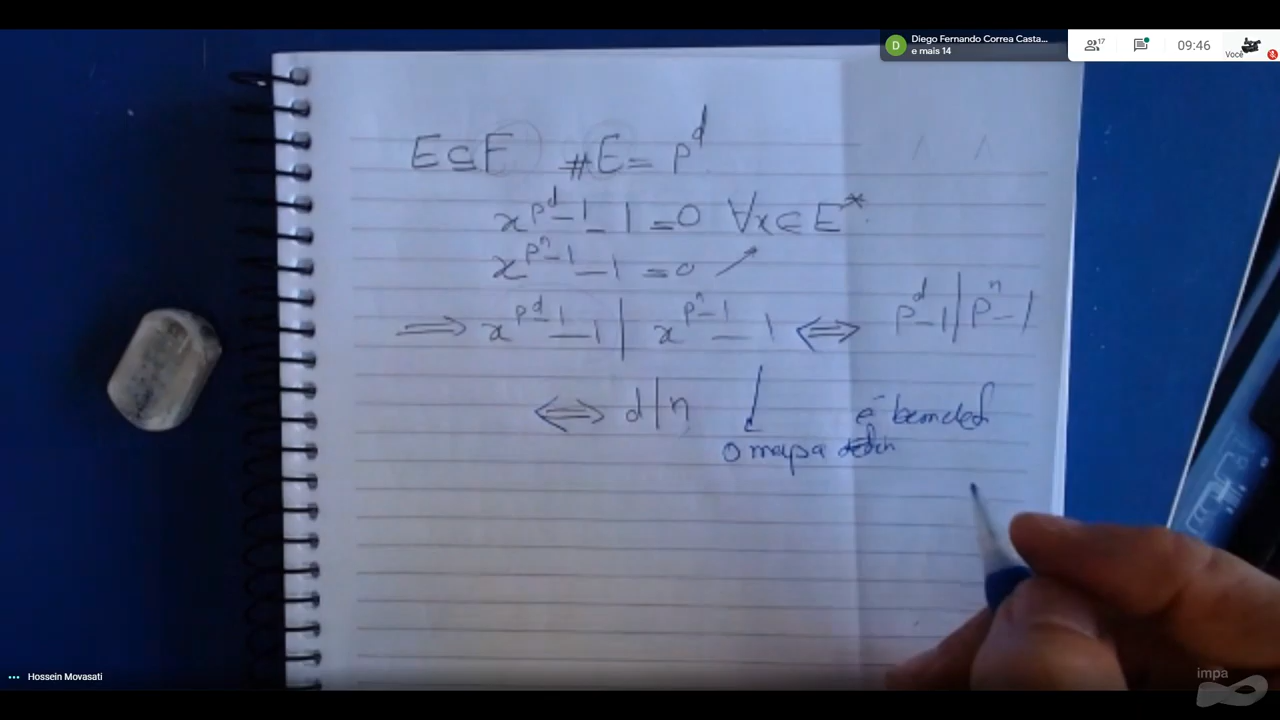 Diego Fernando Correa Casta...
e mais 14
17
09:46
Você
E ⊆ F #E = p^d
x^{p^d-1} - 1 = 0 ∀x ∈ E^*
x^{p^n-1} - 1 = 0 ↗
⟹ x^{p^d-1} - 1 | x^{p^n-1} - 1 ⟺ p^d - 1 | p^n - 1
⟺ d | n
é bem def
o mapa
Hossein Movasati
impa